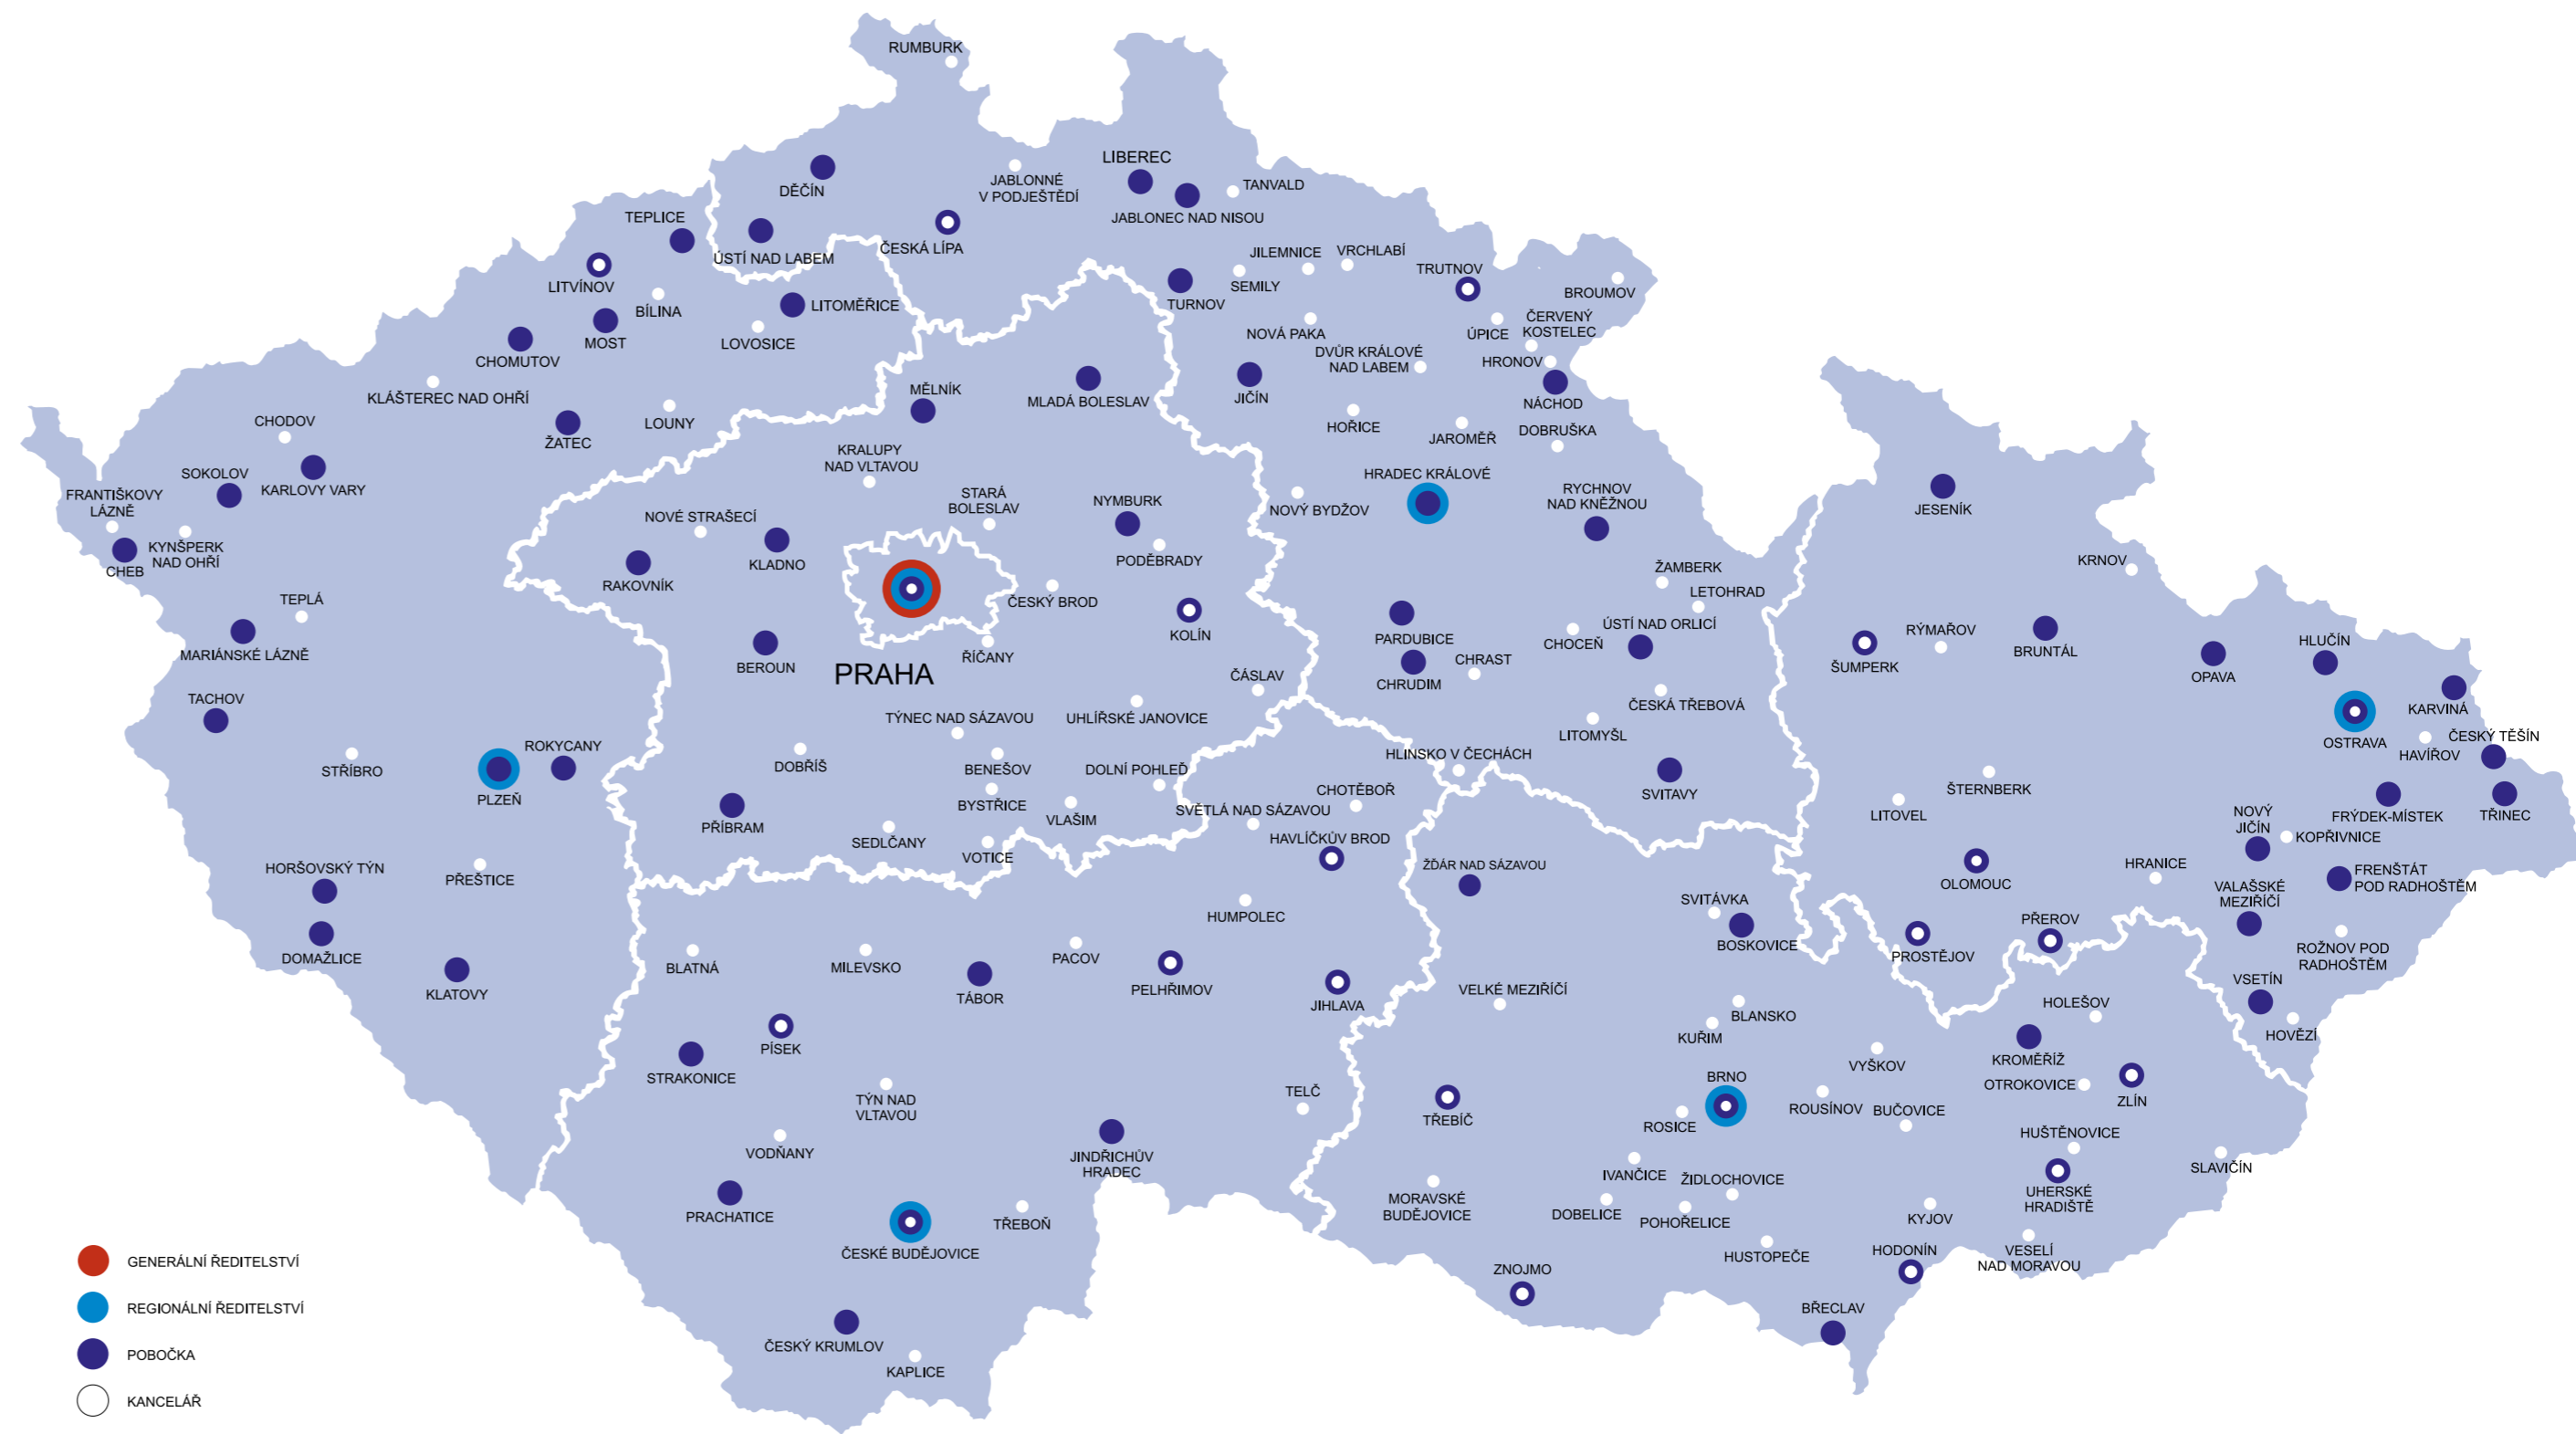 RUMBURK
LIBEREC
JABLONNÉ
V PODJEŠTĚDÍ
TANVALD
DĚČÍN
JABLONEC NAD NISOU
TEPLICE
ÚSTÍ NAD LABEM
ČESKÁ LÍPA
JILEMNICE
VRCHLABÍ
TRUTNOV
LITVÍNOV
SEMILY
BROUMOV
BÍLINA
LITOMĚŘICE
TURNOV
ČERVENÝ
KOSTELEC
ÚPICE
NOVÁ PAKA
MOST
LOVOSICE
DVŮR KRÁLOVÉ
NAD LABEM
HRONOV
CHOMUTOV
MĚLNÍK
KLÁŠTEREC NAD OHŘÍ
MLADÁ BOLESLAV
JIČÍN
NÁCHOD
CHODOV
LOUNY
HOŘICE
JAROMĚŘ
DOBRUŠKA
ŽATEC
KRALUPY
NAD VLTAVOU
SOKOLOV
KARLOVY VARY
HRADEC KRÁLOVÉ
FRANTIŠKOVY
LÁZNĚ
STARÁ
BOLESLAV
NYMBURK
NOVÝ BYDŽOV
RYCHNOV
NAD KNĚŽNOU
JESENÍK
NOVÉ STRAŠECÍ
KYNŠPERK
NAD OHŘÍ
CHEB
KLADNO
PODĚBRADY
KRNOV
RAKOVNÍK
ŽAMBERK
LETOHRAD
TEPLÁ
ČESKÝ BROD
KOLÍN
PARDUBICE
CHOCEŇ
ÚSTÍ NAD ORLICÍ
RÝMAŘOV
BRUNTÁL
HLUČÍN
MARIÁNSKÉ LÁZNĚ
BEROUN
PRAHA
ŘÍČANY
ČÁSLAV
CHRAST
CHRUDIM
ŠUMPERK
OPAVA
TACHOV
TÝNEC NAD SÁZAVOU
UHLÍŘSKÉ JANOVICE
ČESKÁ TŘEBOVÁ
KARVINÁ
LITOMYŠL
OSTRAVA
ČESKÝ TĚŠÍN
HAVÍŘOV
ROKYCANY
STŘÍBRO
DOBŘÍŠ
BENEŠOV
DOLNÍ POHLEĎ
HLINSKO V ČECHÁCH
PLZEŇ
BYSTŘICE
CHOTĚBOŘ
SVITAVY
ŠTERNBERK
PŘÍBRAM
VLAŠIM
SVĚTLÁ NAD SÁZAVOU
LITOVEL
NOVÝ
JIČÍN
FRÝDEK-MÍSTEK
TŘINEC
SEDLČANY
VOTICE
HAVLÍČKŮV BROD
KOPŘIVNICE
HORŠOVSKÝ TÝN
PŘEŠTICE
ŽĎÁR NAD SÁZAVOU
OLOMOUC
HRANICE
FRENŠTÁT
POD RADHOŠTĚM
VALAŠSKÉ
MEZIŘÍČÍ
HUMPOLEC
SVITÁVKA
PŘEROV
DOMAŽLICE
BOSKOVICE
PROSTĚJOV
ROŽNOV POD
RADHOŠTĚM
BLATNÁ
MILEVSKO
PACOV
KLATOVY
TÁBOR
PELHŘIMOV
JIHLAVA
VELKÉ MEZIŘÍČÍ
VSETÍN
HOLEŠOV
BLANSKO
KUŘIM
HOVĚZÍ
PÍSEK
KROMĚŘÍŽ
STRAKONICE
VYŠKOV
BRNO
OTROKOVICE
ZLÍN
TELČ
TÝN NAD
VLTAVOU
TŘEBÍČ
ROUSÍNOV
BUČOVICE
ROSICE
HUŠTĚNOVICE
VODŇANY
JINDŘICHŮV
HRADEC
SLAVIČÍN
IVANČICE
ŽIDLOCHOVICE
UHERSKÉ
HRADIŠTĚ
MORAVSKÉ
BUDĚJOVICE
PRACHATICE
DOBELICE
POHOŘELICE
KYJOV
TŘEBOŇ
ČESKÉ BUDĚJOVICE
HUSTOPEČE
HODONÍN
VESELÍ
NAD MORAVOU
ZNOJMO
BŘECLAV
ČESKÝ KRUMLOV
KAPLICE
GENERÁLNÍ ŘEDITELSTVÍ
REGIONÁLNÍ ŘEDITELSTVÍ
POBOČKA
KANCELÁŘ